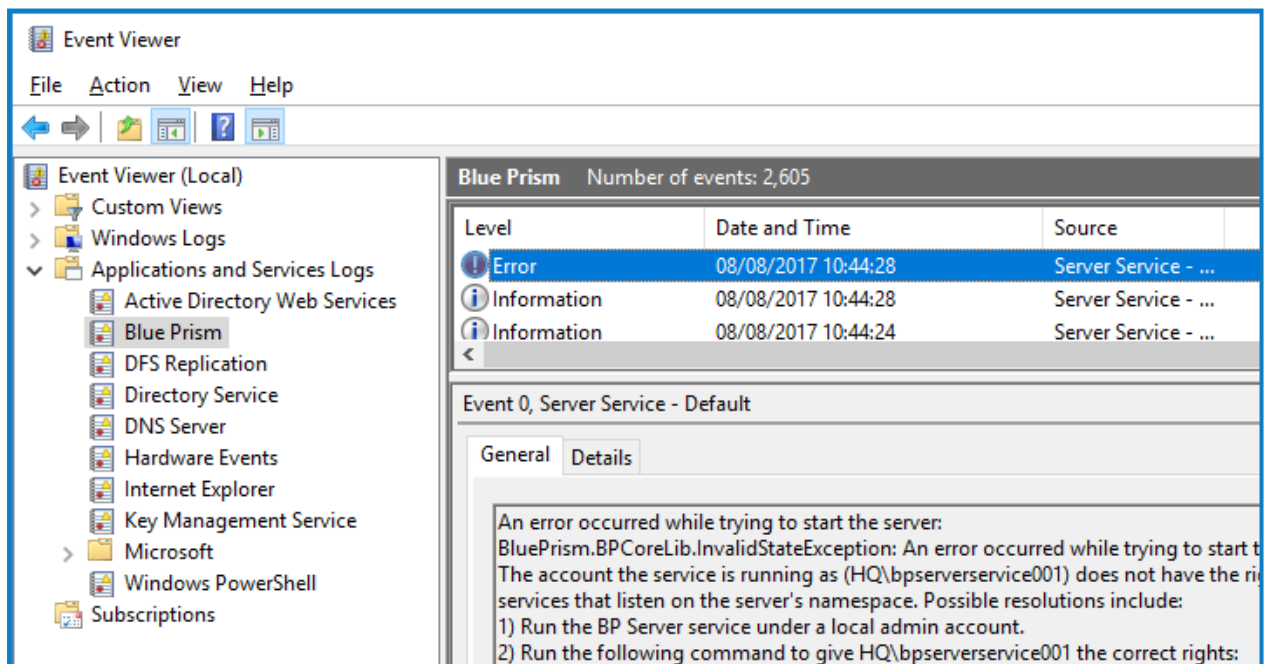 Event Viewer
File Action View Help
Event Viewer (Local)
Custom Views
Windows Logs
Applications and Services Logs
Active Directory Web Services
Blue Prism
DFS Replication
Directory Service
DNS Server
Hardware Events
Internet Explorer
Key Management Service
Microsoft
Windows PowerShell
Subscriptions
Blue Prism Number of events: 2,605
Level Date and Time Source
Error 08/08/2017 10:44:28 Server Service - ...
Information 08/08/2017 10:44:28 Server Service - ...
Information 08/08/2017 10:44:24 Server Service - ...
Event 0, Server Service - Default
General Details
An error occurred while trying to start the server:
BluePrism.BPCoreLib.InvalidStateException: An error occurred while trying to start
The account the service is running as (HQ\bpserverservice001) does not have the
services that listen on the server's namespace. Possible resolutions include:
1) Run the BP Server service under a local admin account.
2) Run the following command to give HQ\bpserverservice001 the correct rights: